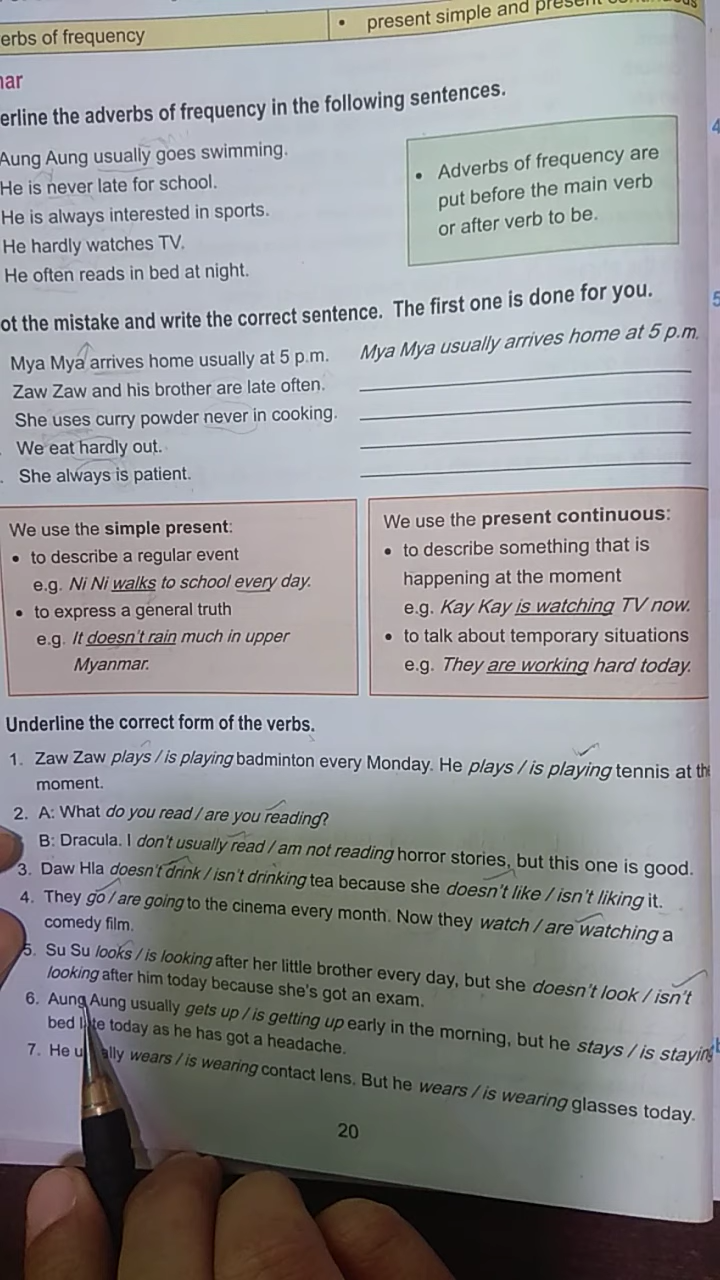 erbs of frequency
• present simple and present continuous
nar
erline the adverbs of frequency in the following sentences.
Aung Aung usually goes swimming.
He is never late for school.
He is always interested in sports.
He hardly watches TV.
He often reads in bed at night.
• Adverbs of frequency are
put before the main verb
or after verb to be.
ot the mistake and write the correct sentence. The first one is done for you.
Mya Mya arrives home usually at 5 p.m. Mya Mya usually arrives home at 5 p.m.
Zaw Zaw and his brother are late often.
She uses curry powder never in cooking.
We eat hardly out.
She always is patient.
We use the simple present:
• to describe a regular event
e.g. Ni Ni walks to school every day.
• to express a general truth
e.g. It doesn't rain much in upper
Myanmar.
We use the present continuous:
• to describe something that is
happening at the moment
e.g. Kay Kay is watching TV now.
• to talk about temporary situations
e.g. They are working hard today.
Underline the correct form of the verbs.
1. Zaw Zaw plays / is playing badminton every Monday. He plays / is playing tennis at the
moment.
2. A: What do you read / are you reading?
B: Dracula. I don't usually read / am not reading horror stories, but this one is good.
3. Daw Hla doesn't drink / isn't drinking tea because she doesn't like / isn't liking it.
4. They go / are going to the cinema every month. Now they watch / are watching a
comedy film.
5. Su Su looks / is looking after her little brother every day, but she doesn't look / isn't
looking after him today because she's got an exam.
6. Aung Aung usually gets up / is getting up early in the morning, but he stays / is staying
bed late today as he has got a headache.
7. He usually wears / is wearing contact lens. But he wears / is wearing glasses today.
20
4
5